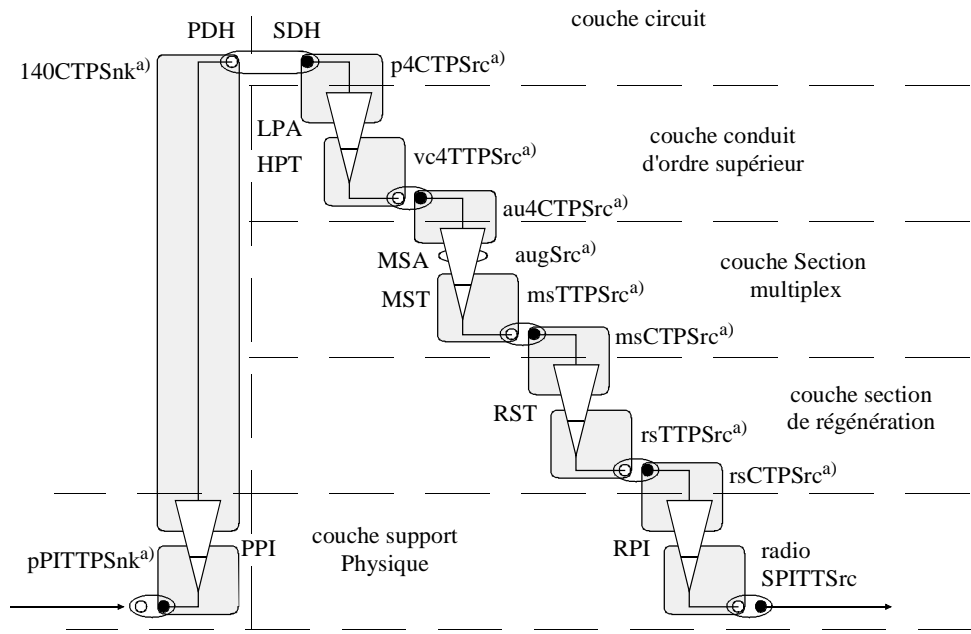 couche circuit
PDH SDH
140CTPSnk a)
p4CTPSrc a)
LPA
HPT
couche conduit
d'ordre supérieur
vc4TTPSrc a)
au4CTPSrc a)
MSA
augSrc a)
couche Section
multiplex
MST
msTTPSrc a)
msCTPSrc a)
couche section
de régénération
RST
rsTTPSrc a)
rsCTPSrc a)
couche support
Physique
PPI
RPI
pPITTPSnk a)
radio
SPITTSrc